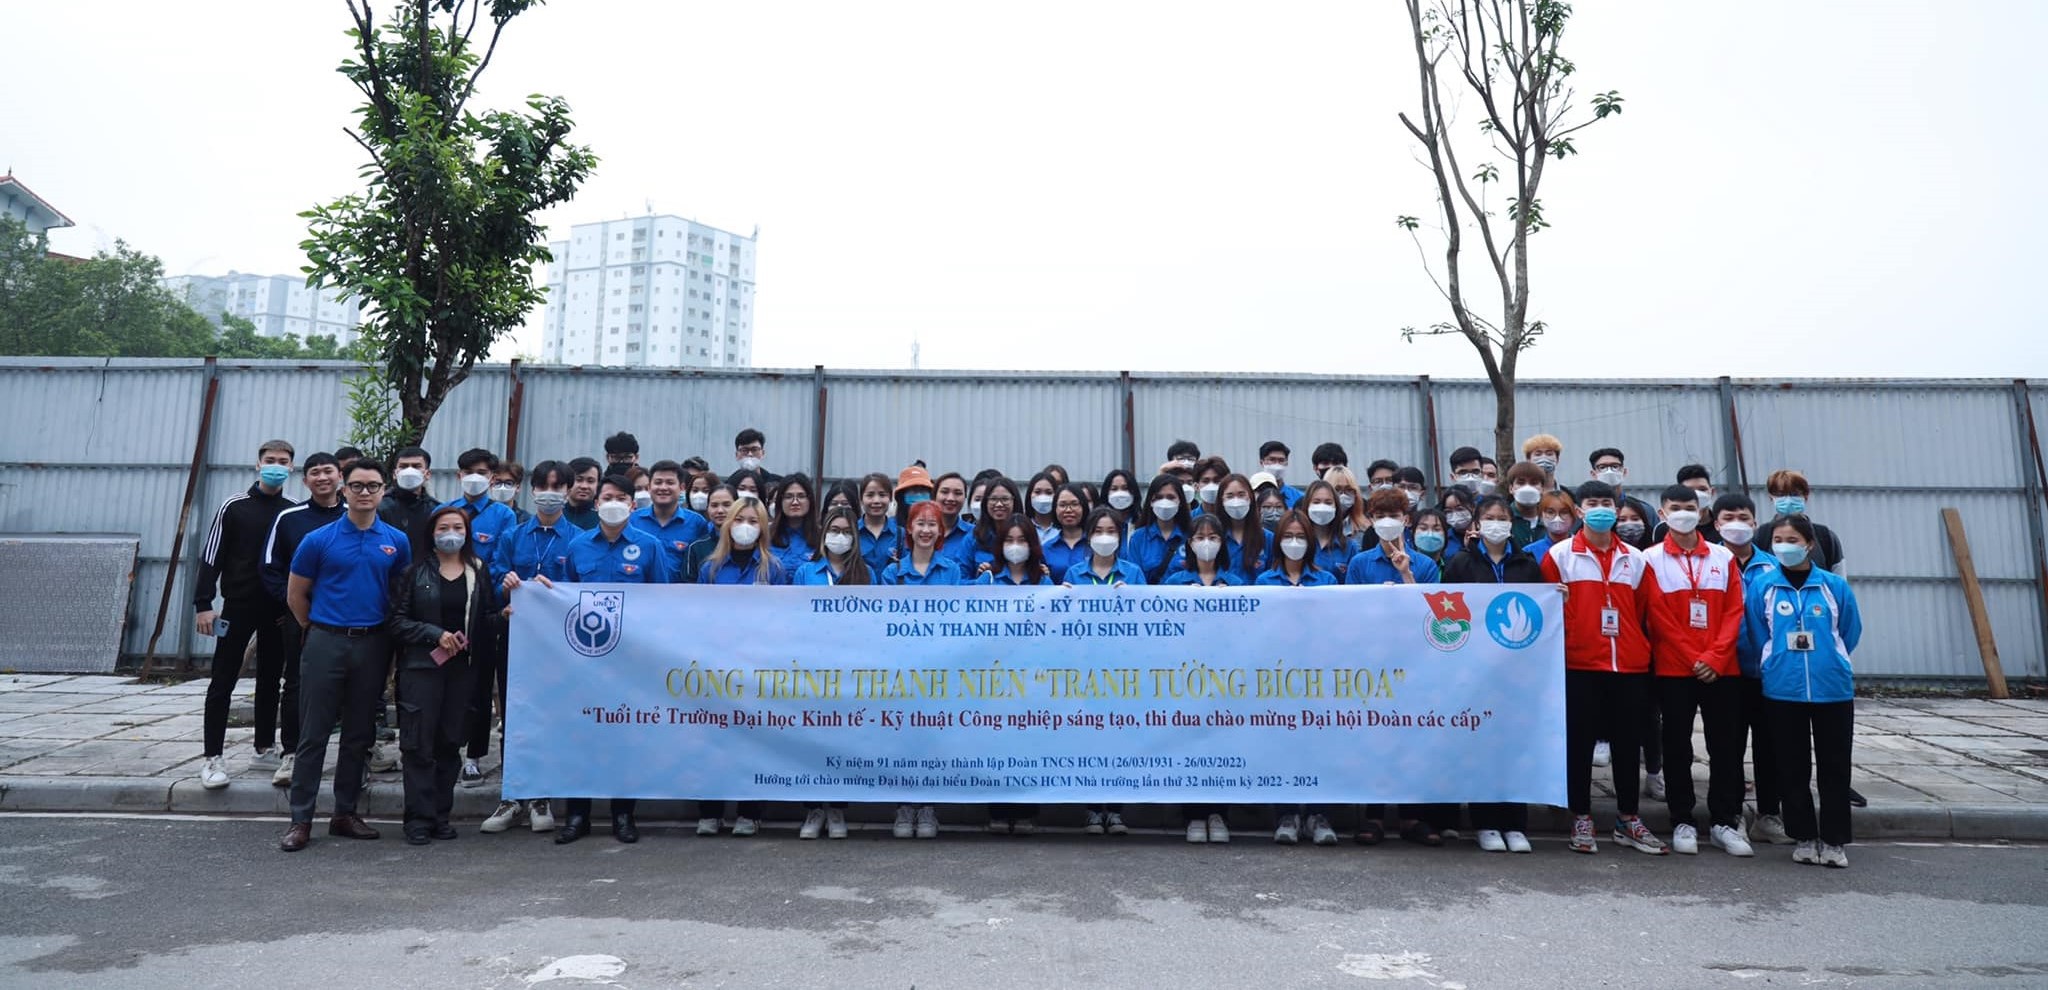 UNETI
TRƯỜNG ĐẠI HỌC KINH TẾ - KỸ THUẬT CÔNG NGHIỆP
ĐOÀN THANH NIÊN - HỘI SINH VIÊN
CÔNG TRÌNH THANH NIÊN “TRANH TƯỜNG BÍCH HỌA”
“Tuổi trẻ Trường Đại học Kinh tế - Kỹ thuật Công nghiệp sáng tạo, thi đua chào mừng Đại hội Đoàn các cấp”
Kỷ niệm 91 năm ngày thành lập Đoàn TNCS HCM (26/03/1931 - 26/03/2022)
Hướng tới chào mừng Đại hội đại biểu Đoàn TNCS HCM Nhà trường lần thứ 32 nhiệm kỳ 2022 - 2024